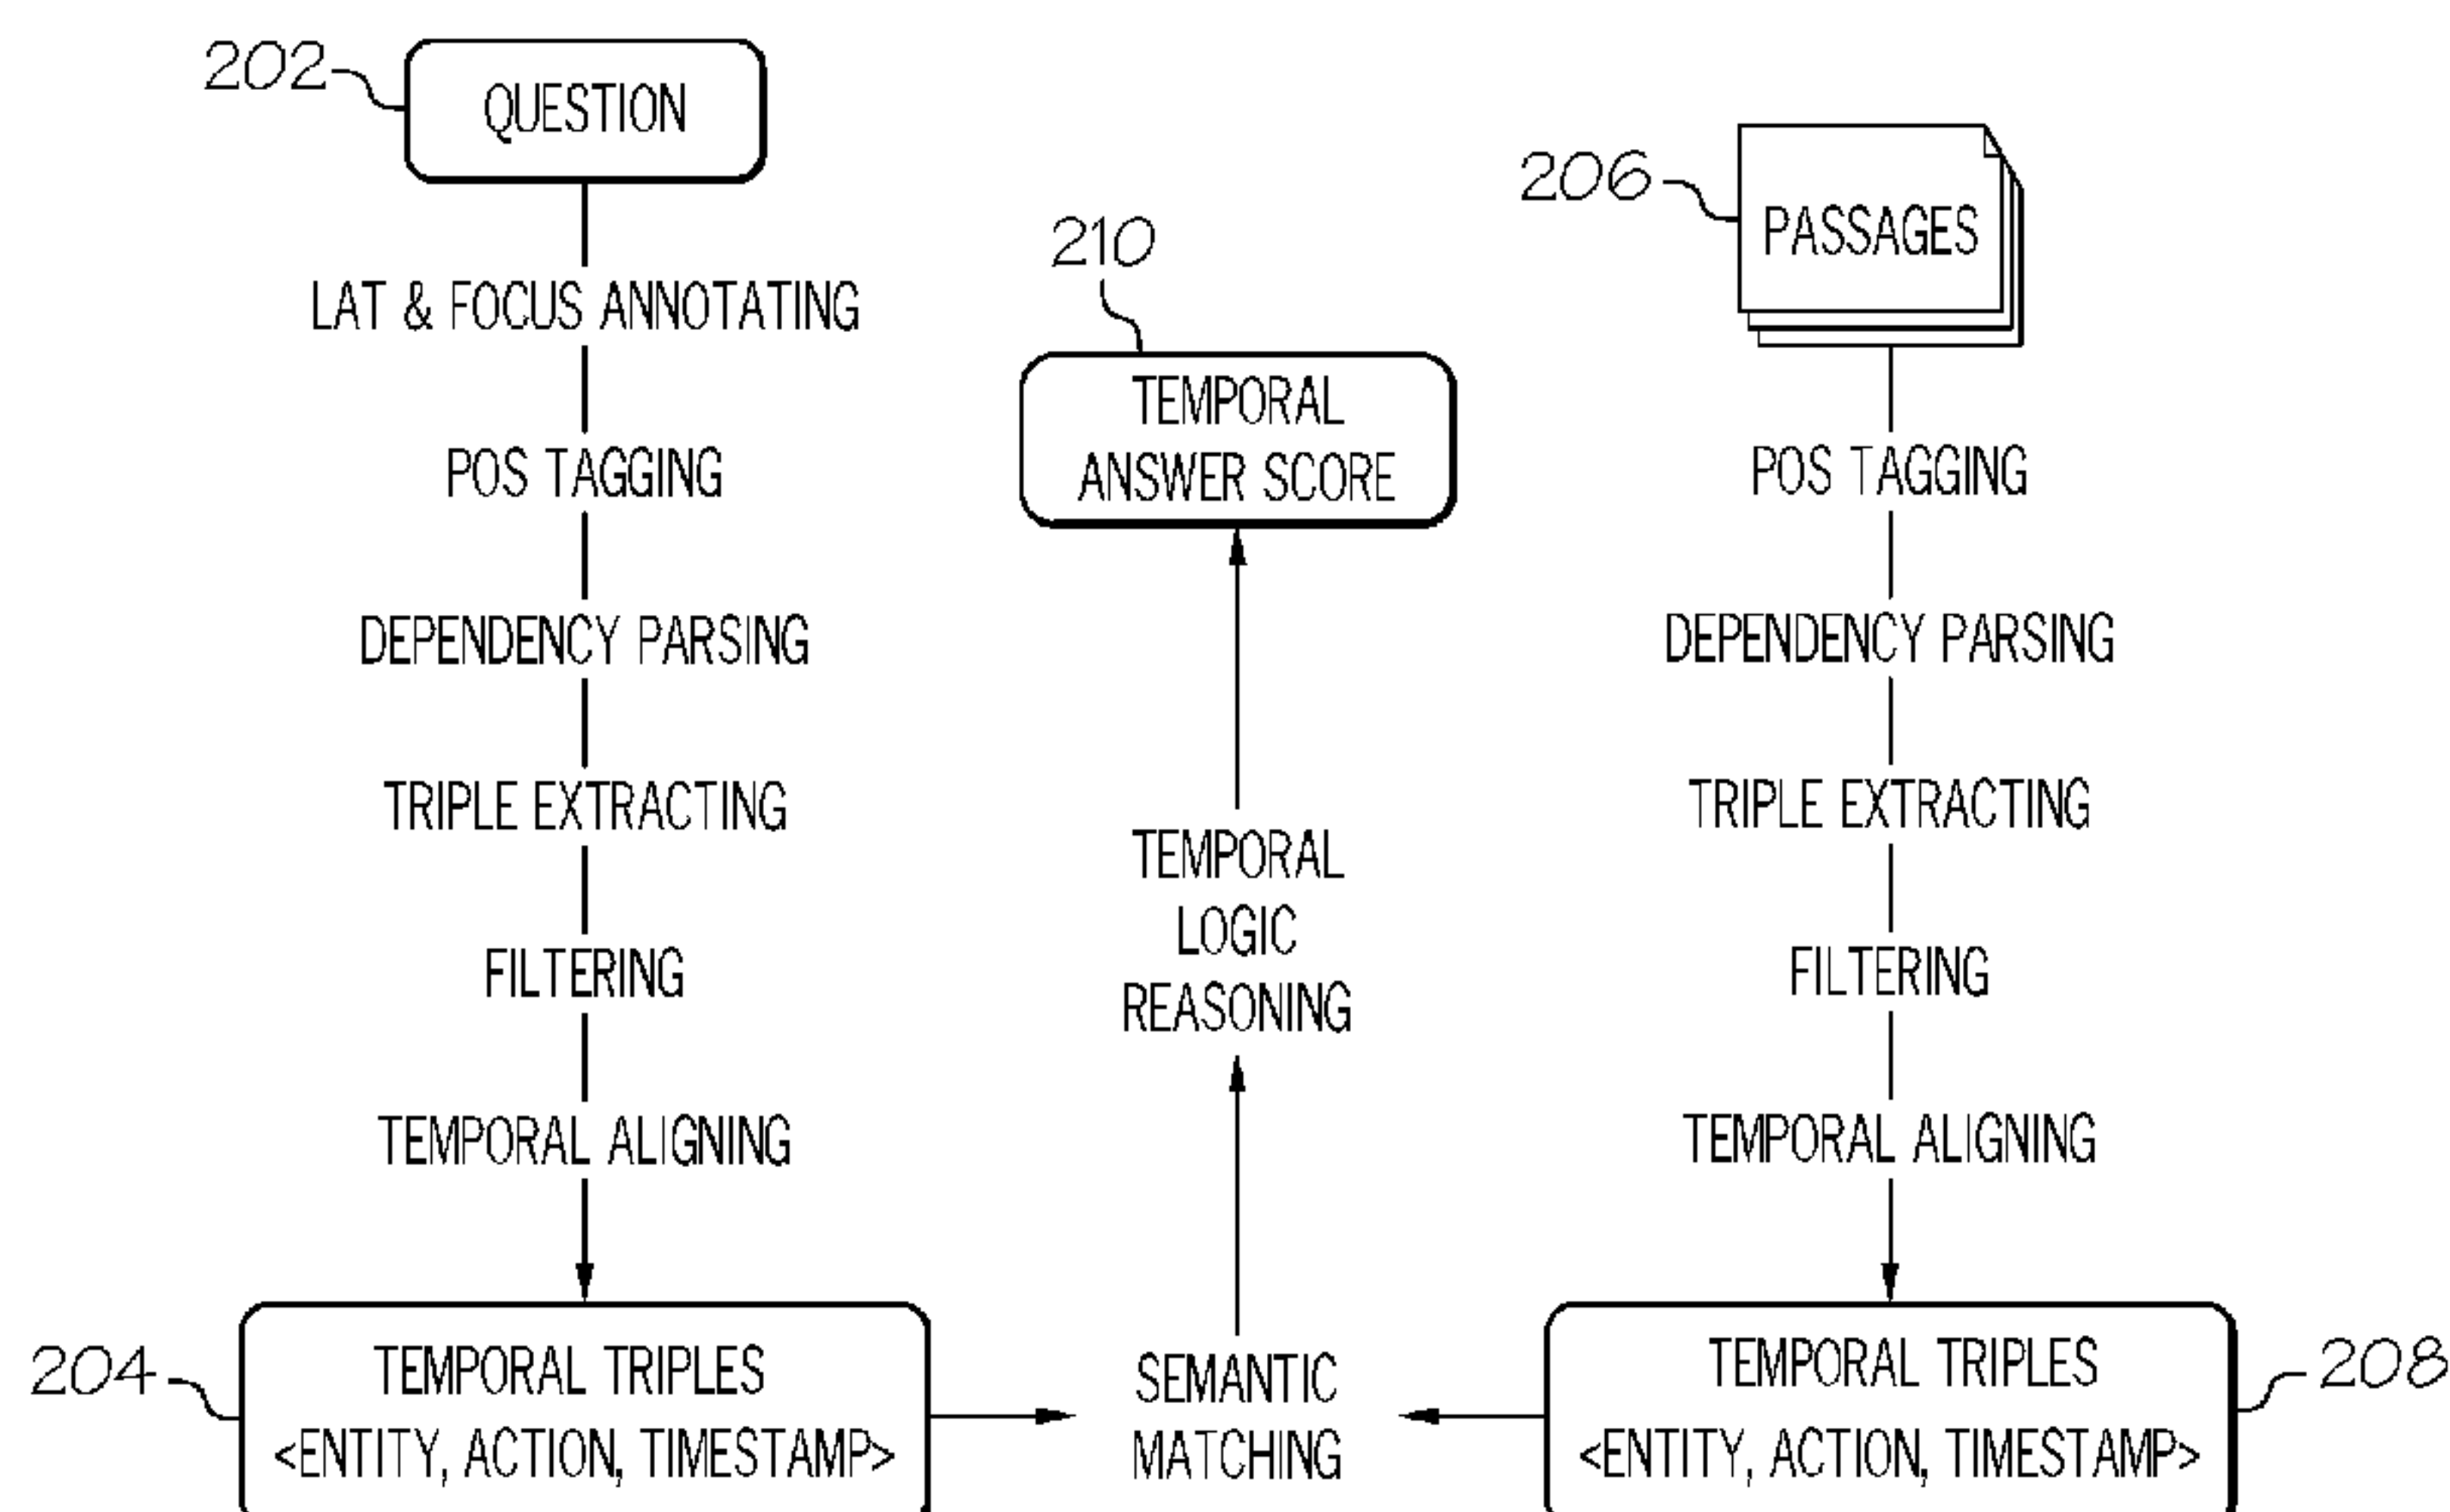 202
QUESTION
LAT & FOCUS ANNOTATING
POS TAGGING
DEPENDENCY PARSING
TRIPLE EXTRACTING
FILTERING
TEMPORAL ALIGNING
204
TEMPORAL TRIPLES
<ENTITY, ACTION, TIMESTAMP>
210
TEMPORAL
ANSWER SCORE
TEMPORAL
LOGIC
REASONING
SEMANTIC
MATCHING
206
PASSAGES
POS TAGGING
DEPENDENCY PARSING
TRIPLE EXTRACTING
FILTERING
TEMPORAL ALIGNING
TEMPORAL TRIPLES
<ENTITY, ACTION, TIMESTAMP>
208